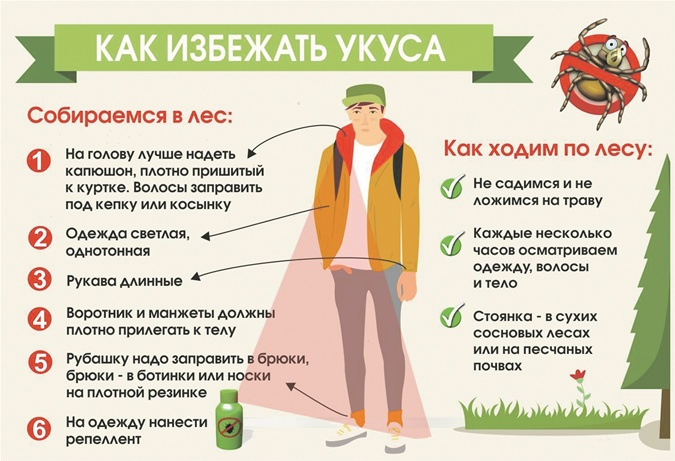 КАК ИЗБЕЖАТЬ УКУСА
Собираемся в лес:
1 На голову лучше надеть
капюшон, плотно пришитый
к куртке. Волосы заправить
под кепку или косынку
2 Одежда светлая,
однотонная
3 Рукава длинные
4 Воротник и манжеты должны
плотно прилегать к телу
5 Рубашку надо заправить в брюки,
брюки - в ботинки или носки
на плотной резинке
6 На одежду нанести
репеллент
Как ходим по лесу:
Не садимся и не
ложимся на траву
Каждые несколько
часов осматриваем
одежду, волосы
и тело
Стоянка - в сухих
сосновых лесах
или на песчаных
почвах